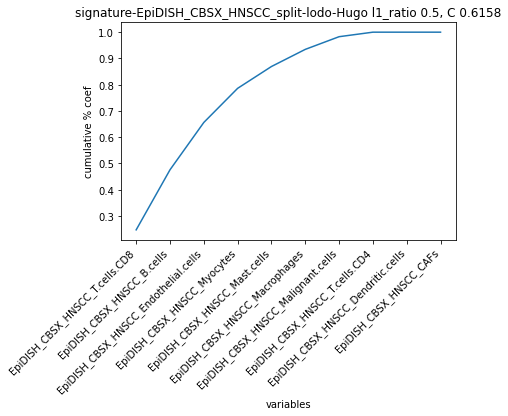 signature-EpiDISH_CBSX_HNSCC_split-lodo-Hugo l1_ratio 0.5, C 0.6158
cumulative % coef
1.0
0.9
0.8
0.7
0.6
0.5
0.4
0.3
EpiDISH_CBSX_HNSCC_T.cells.CD8
EpiDISH_CBSX_HNSCC_B.cells
EpiDISH_CBSX_HNSCC_Endothelial.cells
EpiDISH_CBSX_HNSCC_Myocytes
EpiDISH_CBSX_HNSCC_Mast.cells
EpiDISH_CBSX_HNSCC_Macrophages
EpiDISH_CBSX_HNSCC_Malignant.cells
EpiDISH_CBSX_HNSCC_T.cells.CD4
EpiDISH_CBSX_HNSCC_Dendritic.cells
EpiDISH_CBSX_HNSCC_CAFs
variables